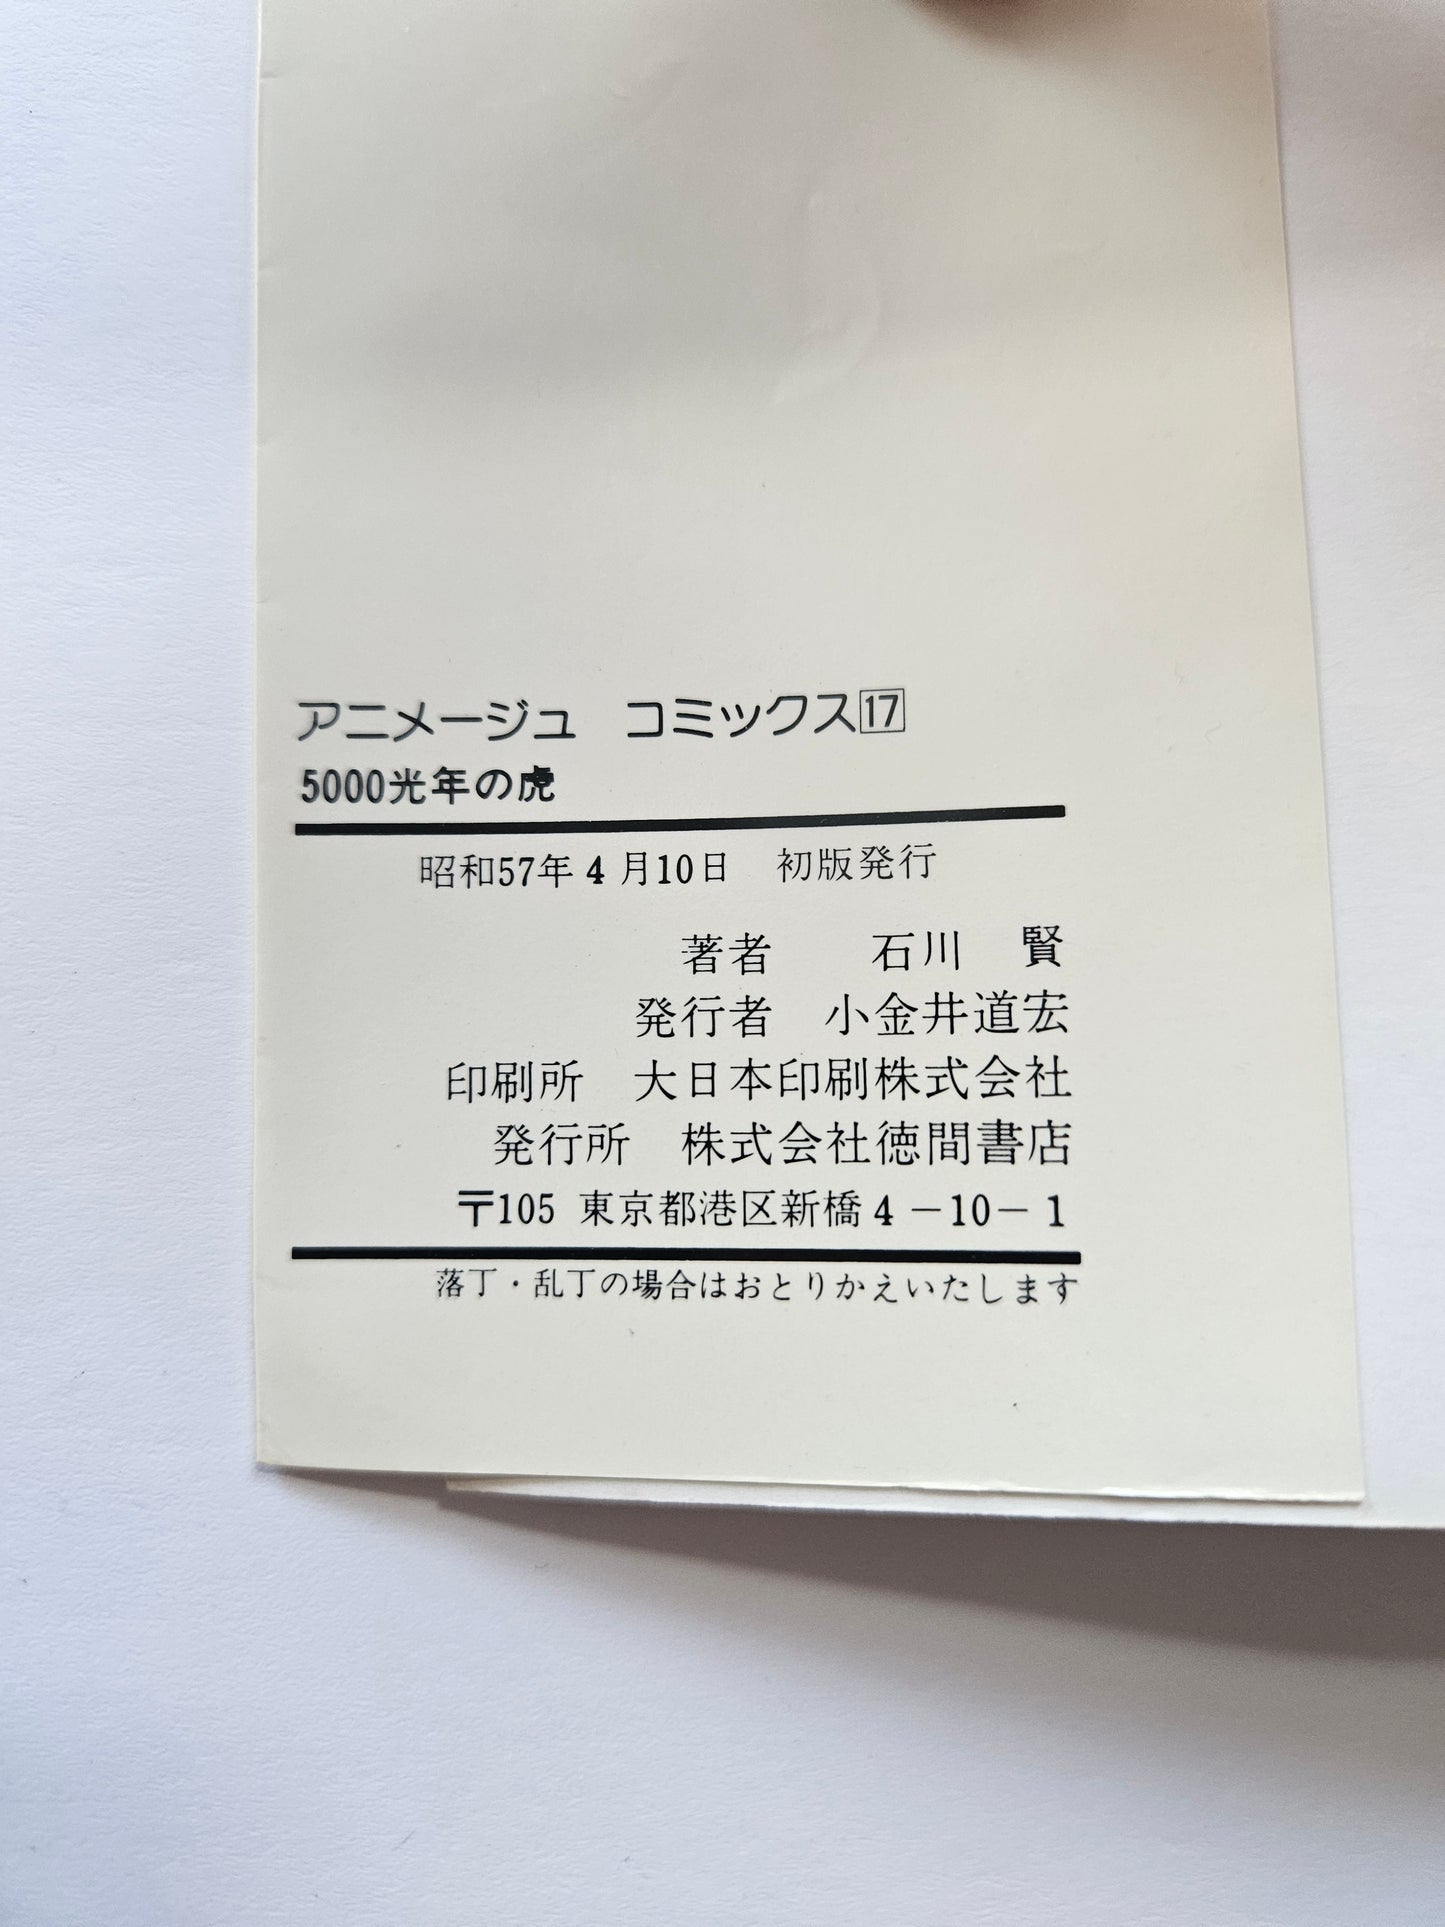 アニメージュ　コミックス17
5000光年の虎
昭和57年4月10日　初版発行
著者　石川　賢
発行者　小金井道宏
印刷所　大日本印刷株式会社
発行所　株式会社徳間書店
〒105 東京都港区新橋4－10－1
落丁・乱丁の場合はおとりかえいたします